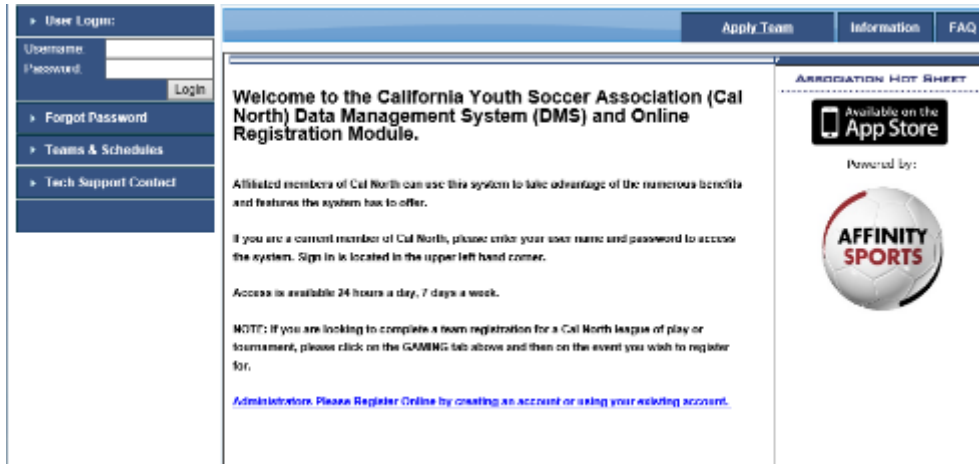 User Login:
Username:
Password:
Login
Forgot Password
Teams & Schedules
Tech Support Contact
Apply Team
Information
FAQ
Welcome to the California Youth Soccer Association (Cal
North) Data Management System (DMS) and Online
Registration Module.
Affiliated members of Cal North can use this system to take advantage of the numerous benefits
and features the system has to offer.
If you are a current member of Cal North, please enter your user name and password to access
the system. Sign in is located in the upper left hand corner.
Access is available 24 hours a day, 7 days a week.
NOTE: If you are looking to complete a team registration for a Cal North league of play or
tournament, please click on the GAMING tab above and then on the event you wish to register
for.
Administrators Please Register Online by creating an account or using your existing account.
ASSOCIATION HOT SHEET
Available on the
App Store
Powered by:
AFFINITY
SPORTS